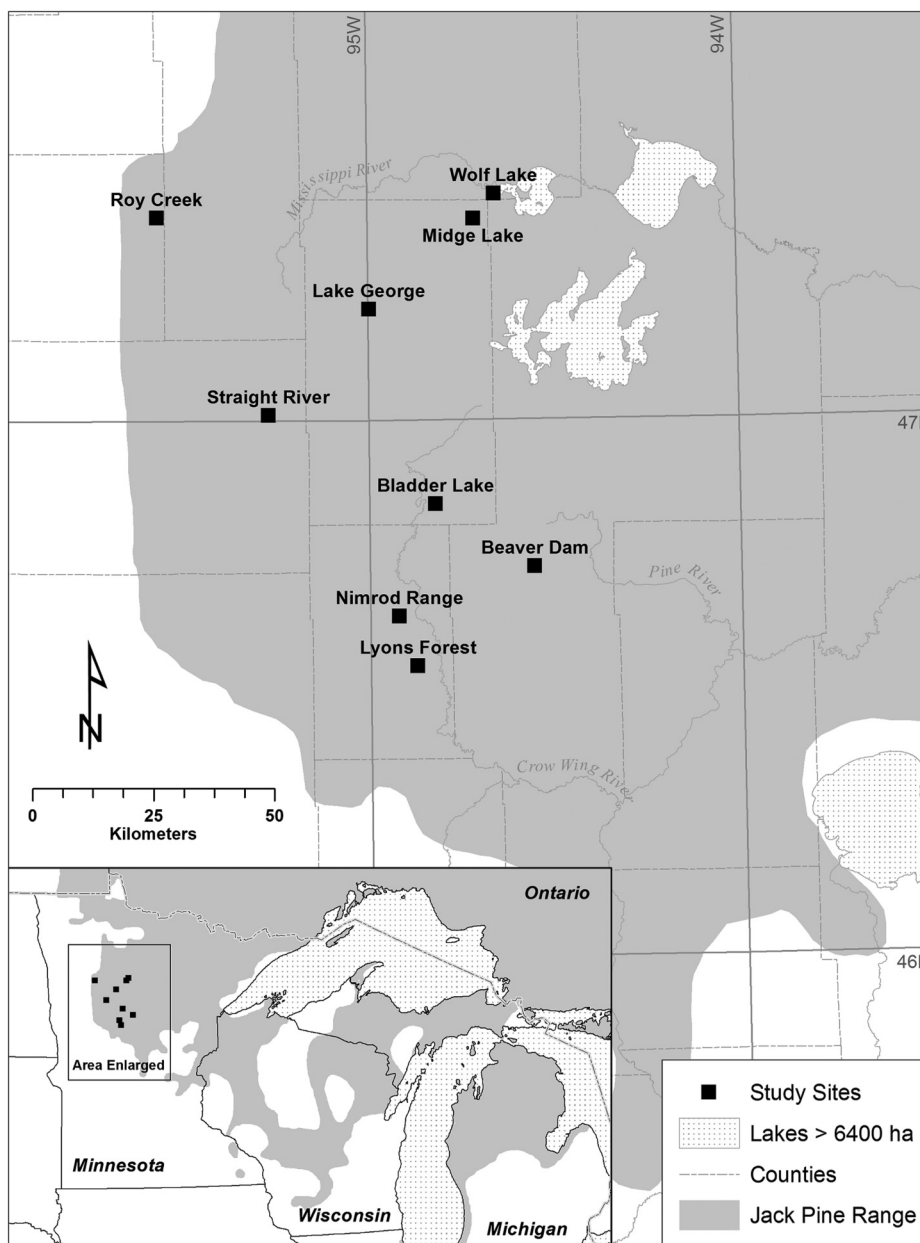 95W
94W
Mississippi River
Wolf Lake
Roy Creek
Midge Lake
Lake George
Straight River
47
Bladder Lake
Beaver Dam
Pine River
Nimrod Range
Lyons Forest
N
Crow Wing River
0 25 50
Kilometers
46
Ontario
Area Enlarged
Minnesota
Wisconsin
Michigan
Study Sites
Lakes > 6400 ha
Counties
Jack Pine Range